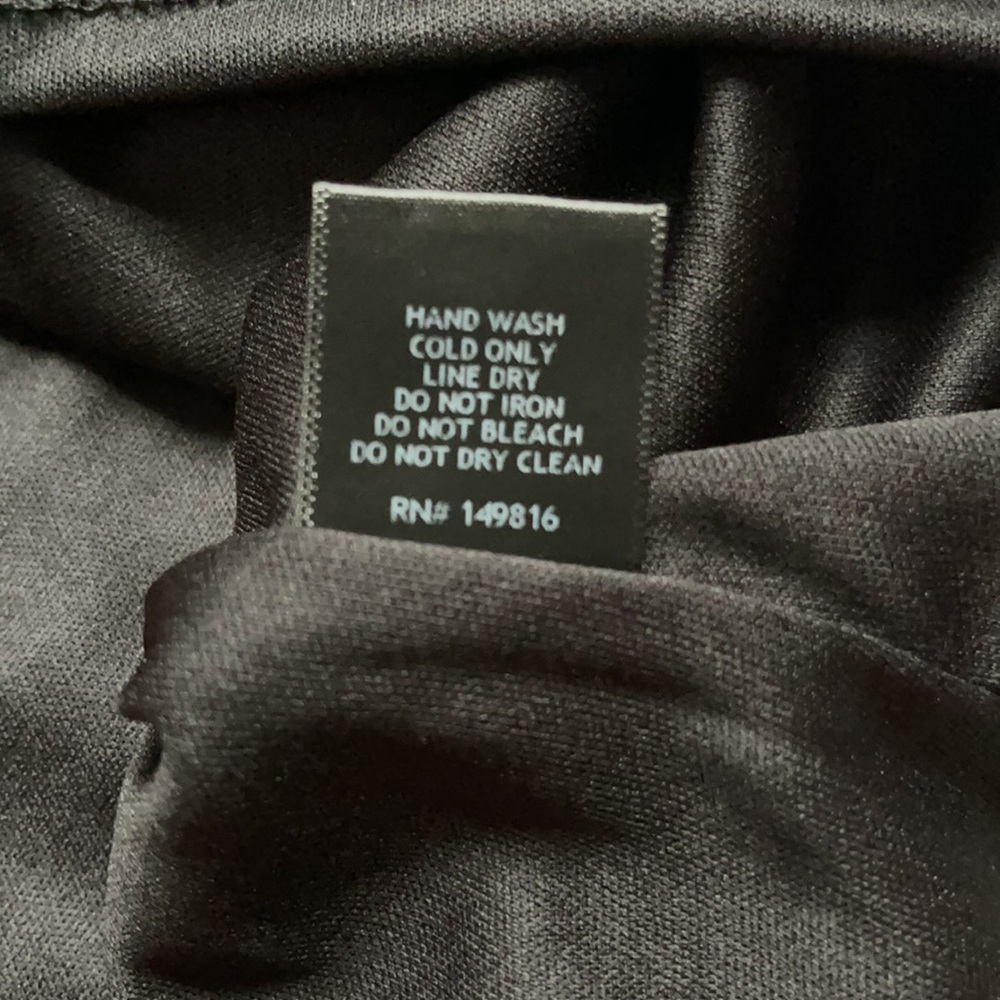 HAND WASH
COLD ONLY
LINE DRY
DO NOT IRON
DO NOT BLEACH
DO NOT DRY CLEAN
RN# 149816